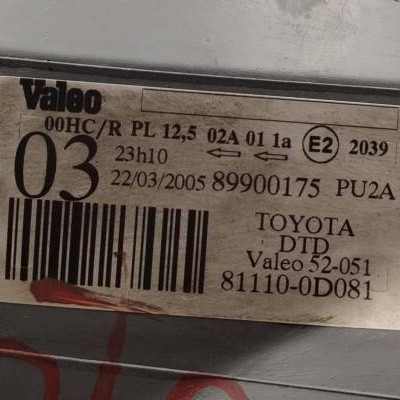 Valeo
00HC/R PL 12,5 02A 01 1a E2 2039
03 23h10
22/03/2005 89900175 PU2A
TOYOTA
DTD
Valeo 52-051
81110-0D081